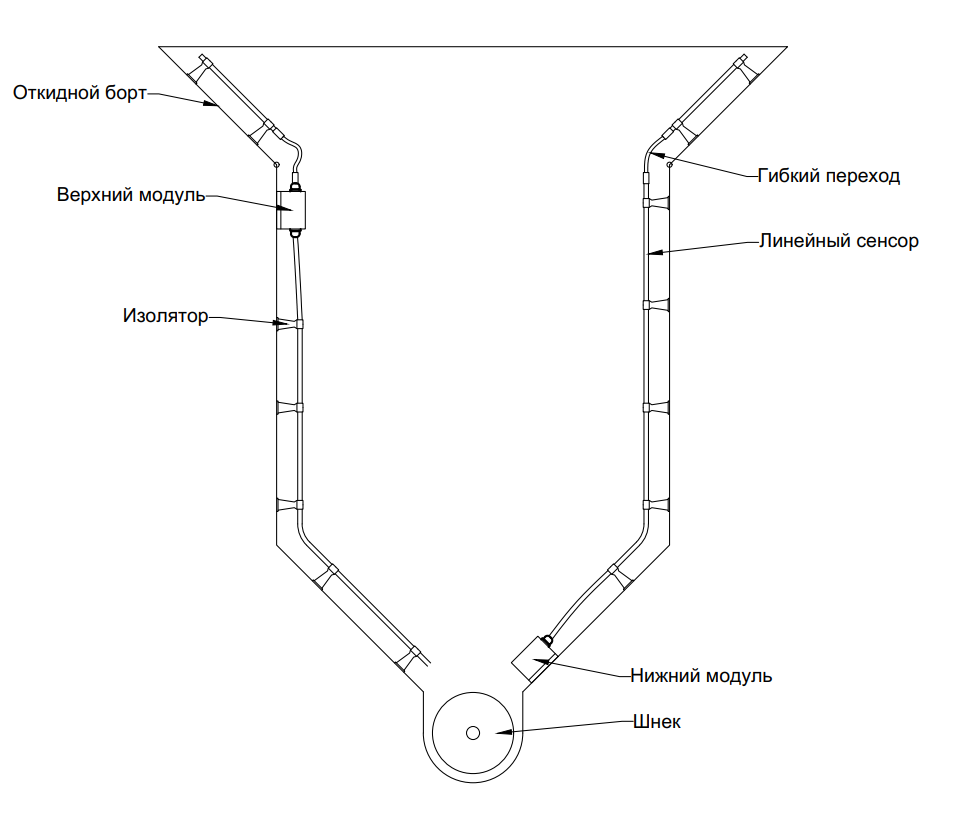 Откидной борт
Гибкий переход
Верхний модуль
Линейный сенсор
Изолятор
Нижний модуль
Шнек